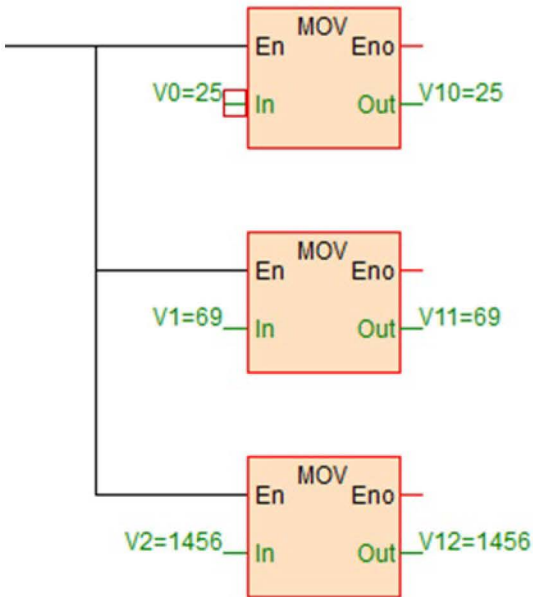 MOV
En Eno
V0=25 In Out V10=25
MOV
En Eno
V1=69 In Out V11=69
MOV
En Eno
V2=1456 In Out V12=1456